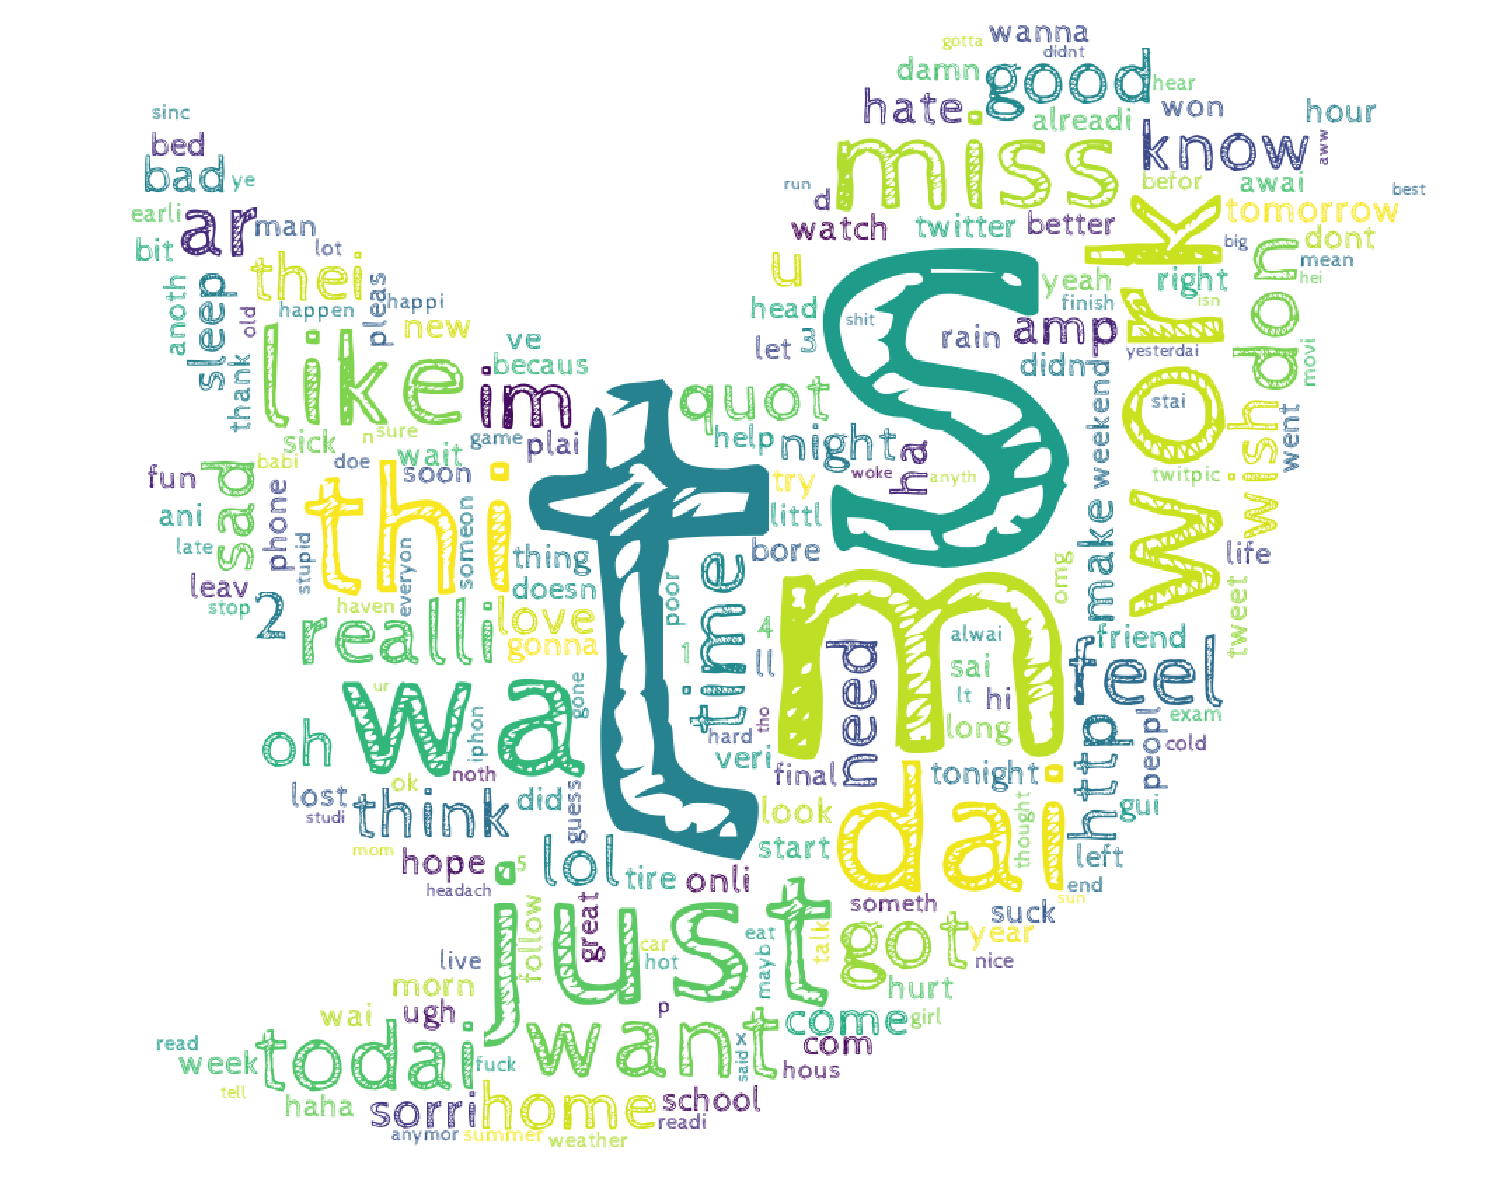 gotta
wanna
didnt
damn
good
hear
sinc
hate
won
hour
alreadi
bed
miss
know
aww
bad
ye
run
befor
awai
best
earli
ar
man
d
watch
twitter
better
tomorrow
bit
lot
big
dont
thei
u
mean
yeah
right
hei
sleep
anoth
happen
old
pleas
happi
new
head
s
shit
finish
isn
work
don
like
im
ve
becaus
let
3
rain
amp
didnd
yesterdai
movi
thank
t
quot
stai
sick
n
sure
game
plai
help
night
ha
weekend
wish
went
babi
doe
wait
soon
woke
anyth
twitpic
fun
sad
phone
thi
try
littl
make
ani
someon
late
stupid
everyon
thing
bore
omg
life
leav
stop
2
haven
doesn
poor
time
m
tweet
realli
love
gonna
1
4
ll
need
alwai
sai
friend
feel
wa
ur
gone
lt
hi
long
exam
oh
iphon
hard
tho
veri
http
peopl
cold
ok
noth
final
tonight
dai
lost
studi
think
did
guess
look
gui
thought
mom
hope
5
lol
start
left
headach
tire
onli
end
sun
just
someth
suck
follow
great
car
hot
eat
mayb
talk
got
year
nice
live
morn
hurt
wai
ugh
p
want
come
girl
read
week
todai
fuck
said
x
com
hous
tell
haha
sorri
home
school
readi
anymor
summer
weather